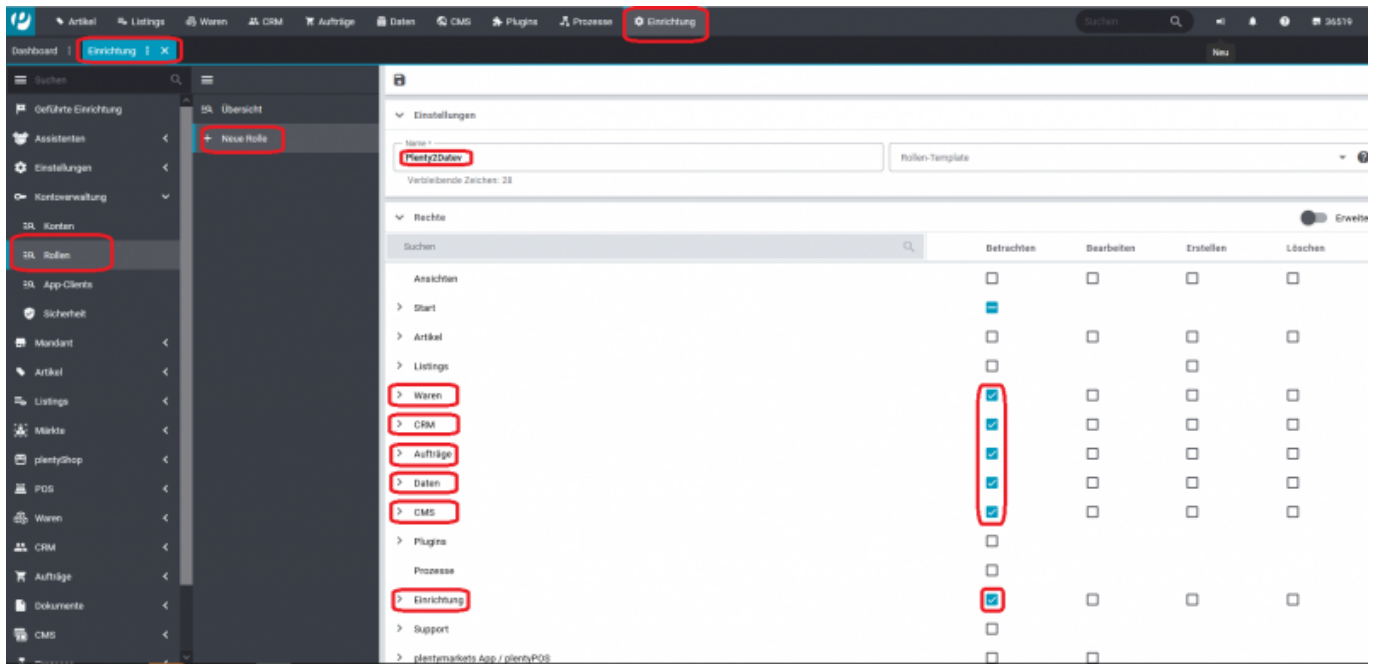 Artikel Listings Waren CRM Aufträge Daten CMS Plugins Prozesse Einrichtung Suchen 36519
Dashboard Einrichtung Neu
Suchen
Geführte Einrichtung
Assistenten
Einstellungen
Kontoverwaltung
Konten
Rollen
App-Clients
Sicherheit
Mandant
Artikel
Listings
Märkte
plentyShop
POS
Waren
CRM
Aufträge
Dokumente
CMS
Übersicht
Neue Rolle
Einstellungen
Name *
Plenty2Datev
Rollen-Template
Verbleibende Zeichen: 28
Rechte
Erweite
Suchen Betrachten Bearbeiten Erstellen Löschen
Ansichten
Start
Artikel
Listings
Waren
CRM
Aufträge
Daten
CMS
Plugins
Prozesse
Einrichtung
Support
plentymarkets App / plentyPOS